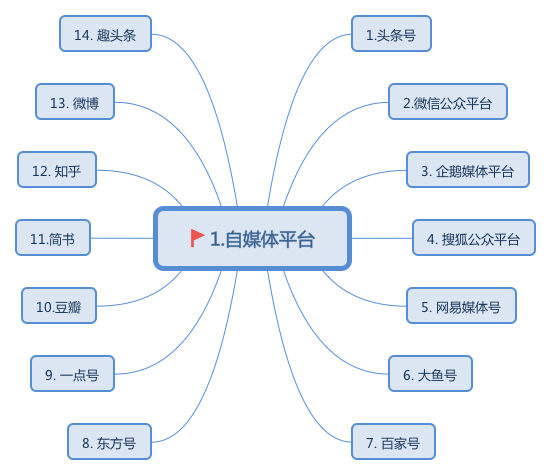 1.自媒体平台
1.头条号
2.微信公众平台
3. 企鹅媒体平台
4. 搜狐公众平台
5. 网易媒体号
6. 大鱼号
7. 百家号
8. 东方号
9. 一点号
10.豆瓣
11.简书
12. 知乎
13. 微博
14. 趣头条